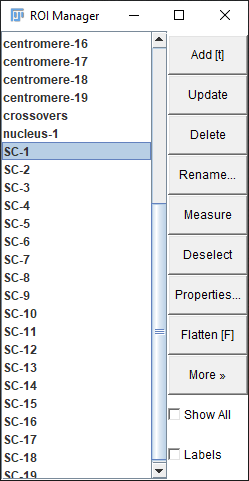 ROI Manager
centromere-16
centromere-17
centromere-18
centromere-19
crossovers
nucleus-1
SC-1
SC-2
SC-3
SC-4
SC-5
SC-6
SC-7
SC-8
SC-9
SC-10
SC-11
SC-12
SC-13
SC-14
SC-15
SC-16
SC-17
SC-18
SC-19
Add [t]
Update
Delete
Rename...
Measure
Deselect
Properties...
Flatten [F]
More »
Show All
Labels